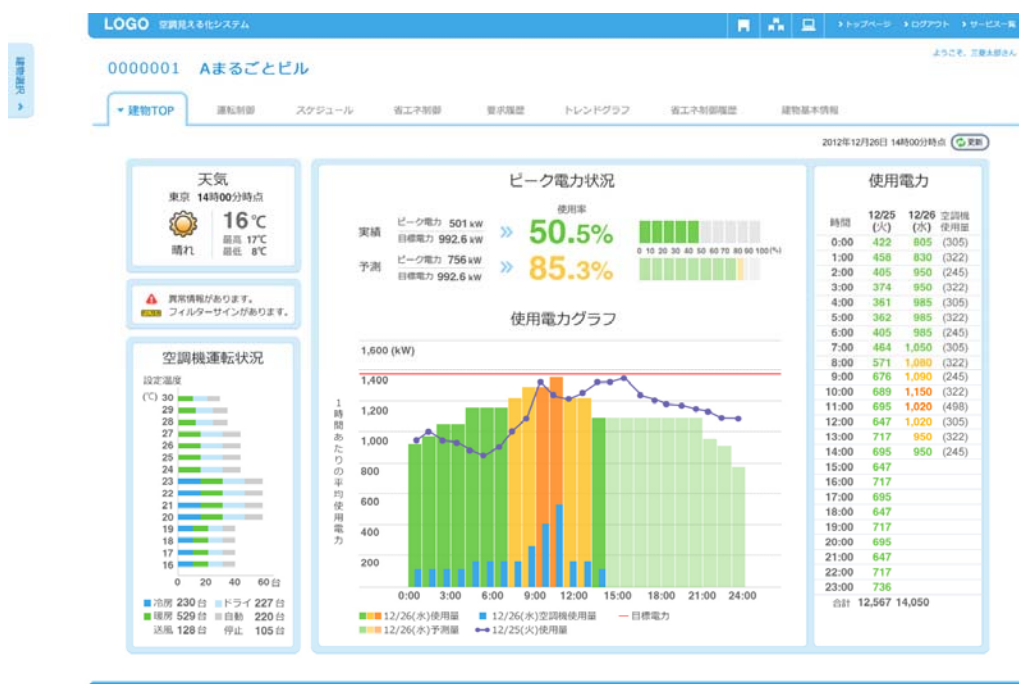 LOGO 空調見える化システム
トップページ ログアウト サービス一覧
ようこそ、三菱太郎さん
建物選択
0000001 Aまるごとビル
建物TOP 運転制御 スケジュール 省エネ制御 要求履歴 トレンドグラフ 省エネ制御履歴 建物基本情報
2012年12月26日 14時00分時点 更新
天気
東京 14時00分時点
16℃
最高 17℃
晴れ 最低 8℃
異常情報があります。
フィルターサインがあります。
空調機運転状況
設定温度
(℃) 30
29
28
27
26
25
24
23
22
21
20
19
18
17
16
0 20 40 60台
冷房 230台 ドライ 227台
暖房 529台 自動 220台
送風 128台 停止 105台
ピーク電力状況
使用率
実績 ピーク電力 501 kW
目標電力 992.6 kW
50.5%
0 10 20 30 40 50 60 70 80 90 100(%)
予測 ピーク電力 756 kW
目標電力 992.6 kW
85.3%
使用電力グラフ
1,600 (kW)
1,400
1,200
1,000
800
600
400
200
1時間あたりの平均使用電力
0:00 3:00 6:00 9:00 12:00 15:00 18:00 21:00 24:00
12/26(水)使用量 12/26(水)空調機使用量 目標電力
12/26(水)予測量 12/25(火)使用量
使用電力
時間 12/25(火) 12/26(水) 空調機使用量
0:00 422 805 (305)
1:00 458 830 (322)
2:00 405 950 (245)
3:00 374 950 (322)
4:00 361 985 (305)
5:00 362 985 (322)
6:00 405 985 (245)
7:00 464 1,050 (305)
8:00 571 1,080 (322)
9:00 676 1,090 (245)
10:00 689 1,150 (322)
11:00 695 1,020 (498)
12:00 647 1,020 (305)
13:00 717 950 (322)
14:00 695 950 (245)
15:00 647
16:00 717
17:00 695
18:00 647
19:00 717
20:00 695
21:00 647
22:00 717
23:00 736
合計 12,567 14,050